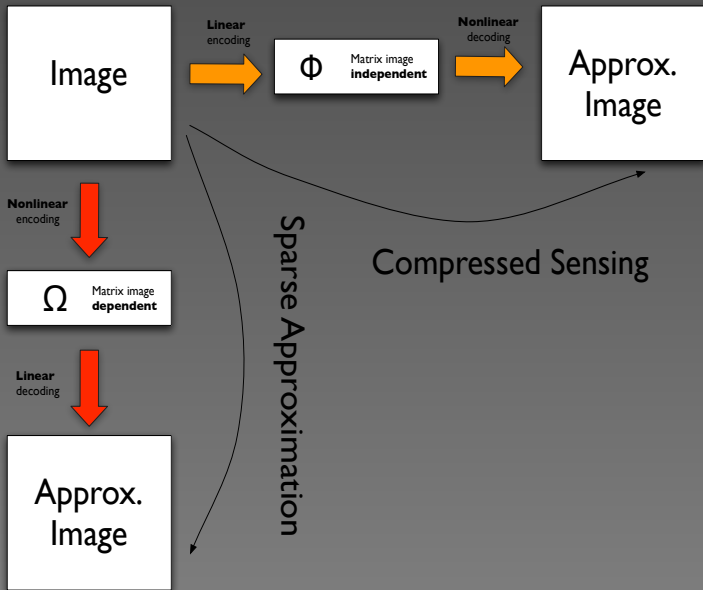 Image
Linear
encoding
Φ
Matrix image
independent
Nonlinear
decoding
Approx.
Image
Nonlinear
encoding
Ω
Matrix image
dependent
Linear
decoding
Approx.
Image
Sparse Approximation
Compressed Sensing